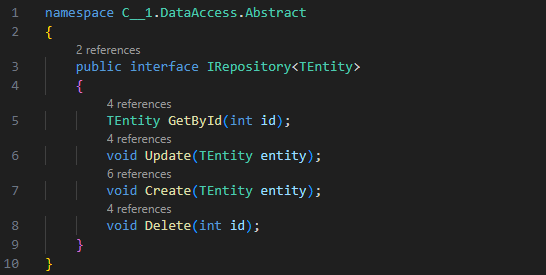 1 namespace C__1.DataAccess.Abstract
2 {
2 references
3 public interface IRepository<TEntity>
4 {
4 references
5 TEntity GetById(int id);
4 references
6 void Update(TEntity entity);
6 references
7 void Create(TEntity entity);
4 references
8 void Delete(int id);
9 }
10 }